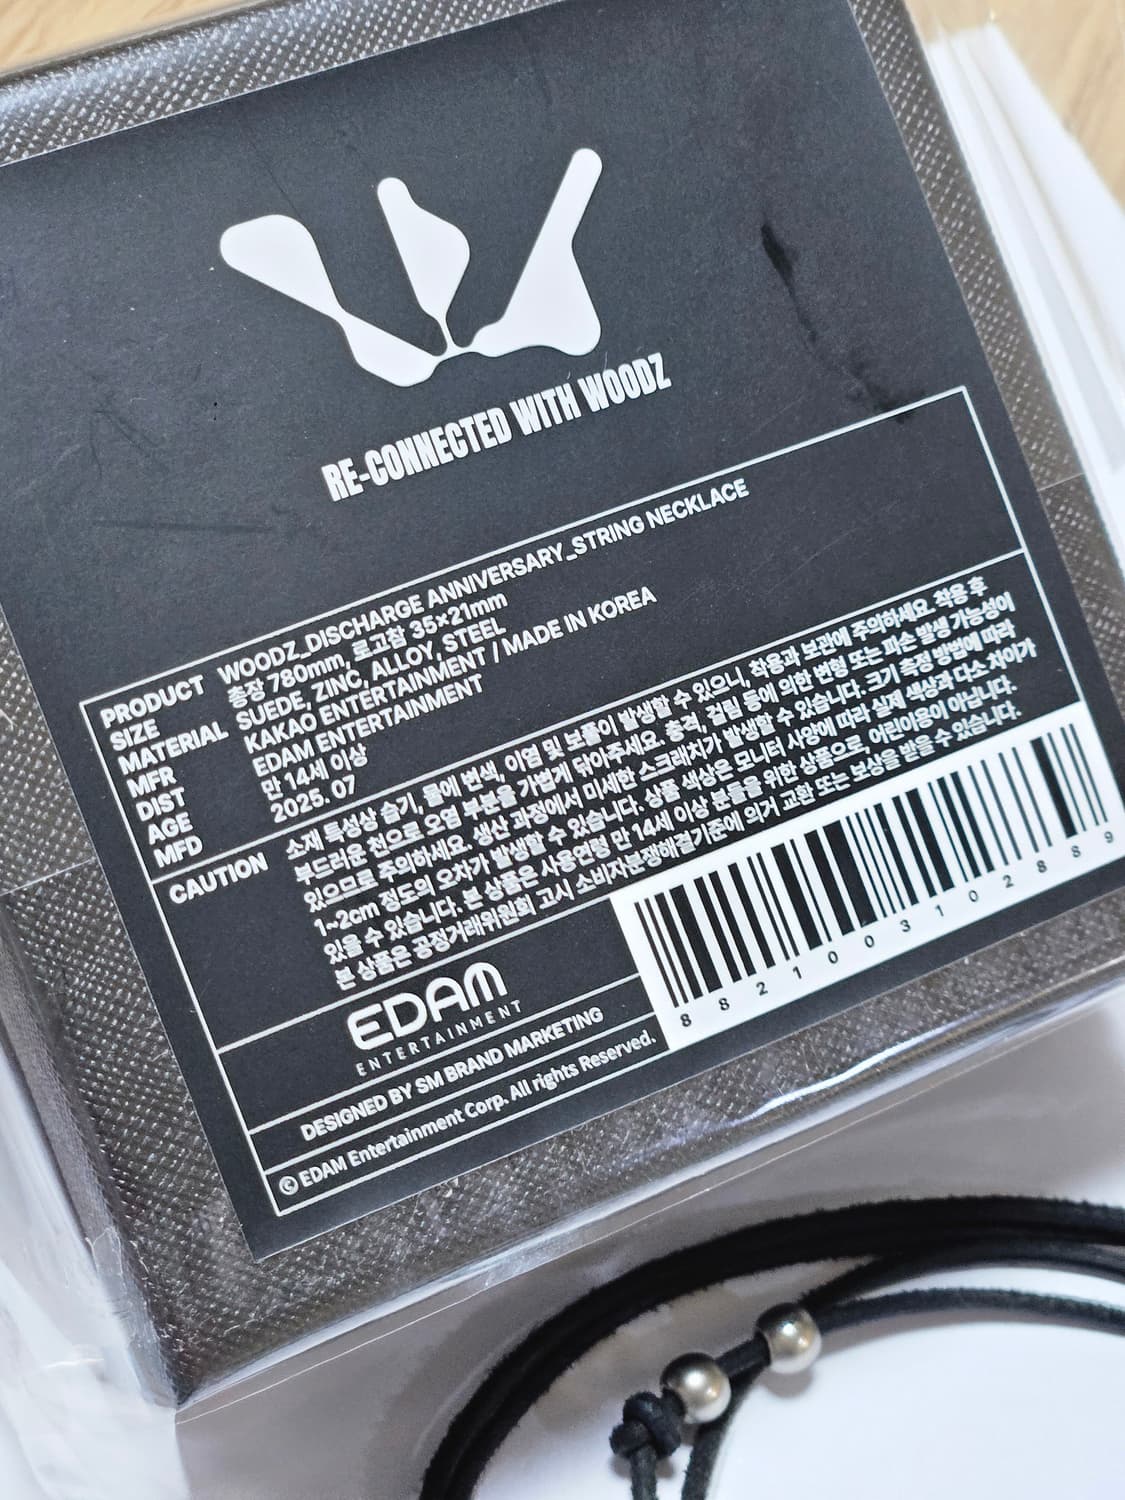 RE-CONNECTED WITH WOODZ
PRODUCT WOODZ_DISCHARGE ANNIVERSARY_STRING NECKLACE
SIZE 총장 780mm, 로고참 35×21mm
MATERIAL SUEDE, ZINC, ALLOY, STEEL
MFR KAKAO ENTERTAINMENT / MADE IN KOREA
DIST EDAM ENTERTAINMENT
AGE 만 14세 이상
MFD 2025. 07
CAUTION 소재 특성상 습기, 물에 변색, 이염 및 보풀이 발생할 수 있으니, 착용과 보관에 주의하세요. 착용 후
부드러운 천으로 오염 부분을 가볍게 닦아주세요. 충격, 긁힘 등에 의한 변형 또는 파손 발생 가능성이
있으므로 주의하세요. 생산 과정에서 미세한 스크래치가 발생할 수 있습니다. 크기 측정 방법에 따라
1~2cm 정도의 오차가 발생할 수 있습니다. 상품 색상은 모니터 사양에 따라 실제 색상과 다소 차이가
있을 수 있습니다. 본 상품은 사용연령 만 14세 이상 분들을 위한 상품으로, 어린이용이 아닙니다.
본 상품은 공정거래위원회 고시 소비자분쟁해결기준에 의거 교환 또는 보상을 받을 수 있습니다.
EDAM
ENTERTAINMENT
DESIGNED BY SM BRAND MARKETING
© EDAM Entertainment Corp. All rights Reserved.
8821003102889